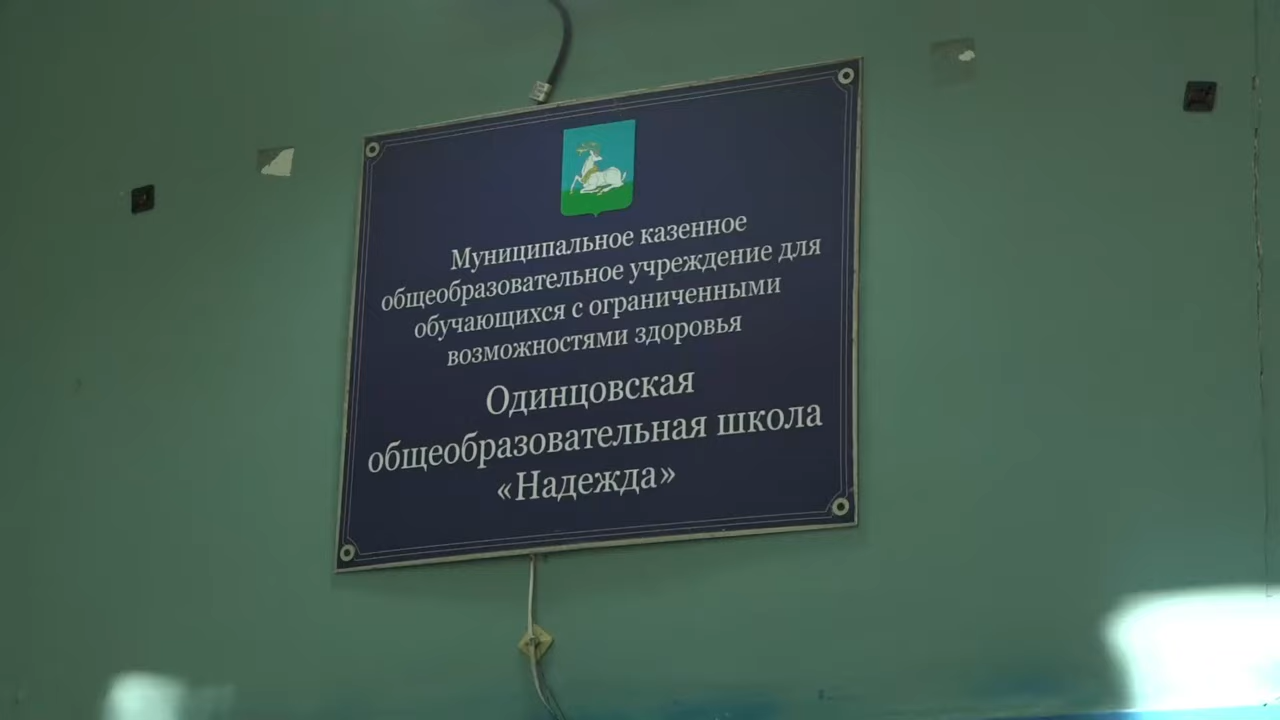 Муниципальное казенное
общеобразовательное учреждение для
обучающихся с ограниченными
возможностями здоровья
Одинцовская
общеобразовательная школа
«Надежда»